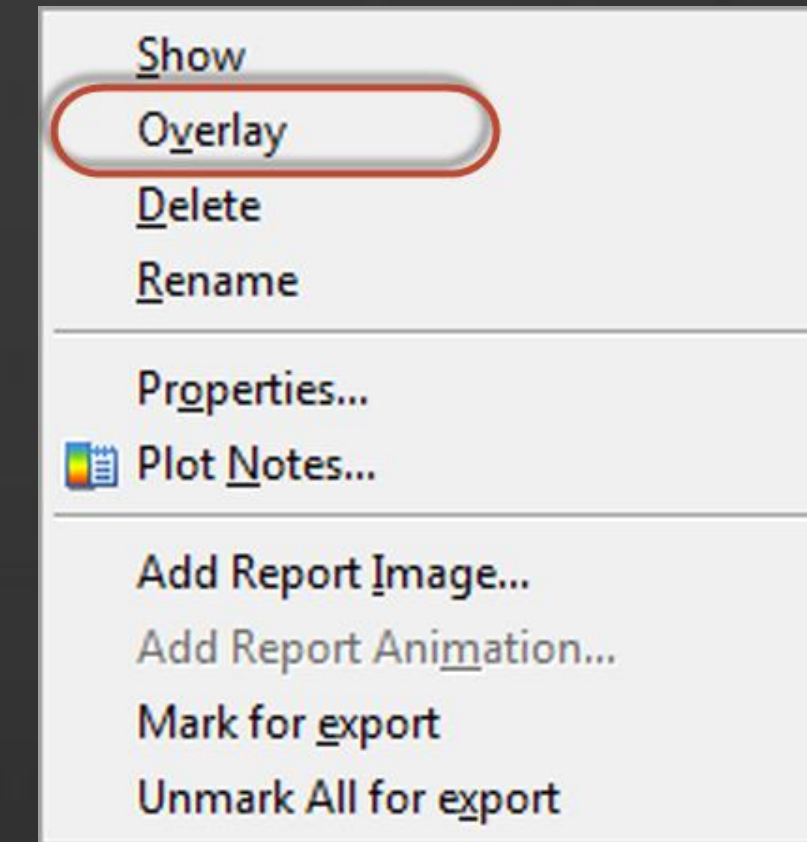 Show
Overlay
Delete
Rename
Properties...
Plot Notes...
Add Report Image...
Add Report Animation...
Mark for export
Unmark All for export